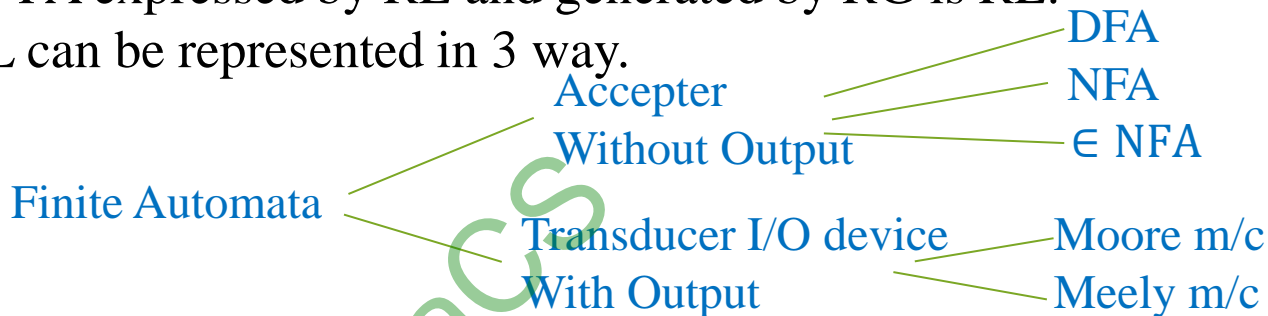 FA expressed by RE and generated by RG is RL.
L can be represented in 3 way.
DFA
Accepter
NFA
Without Output
∈ NFA
Finite Automata
Transducer I/O device
Moore m/c
With Output
Meely m/c
CS